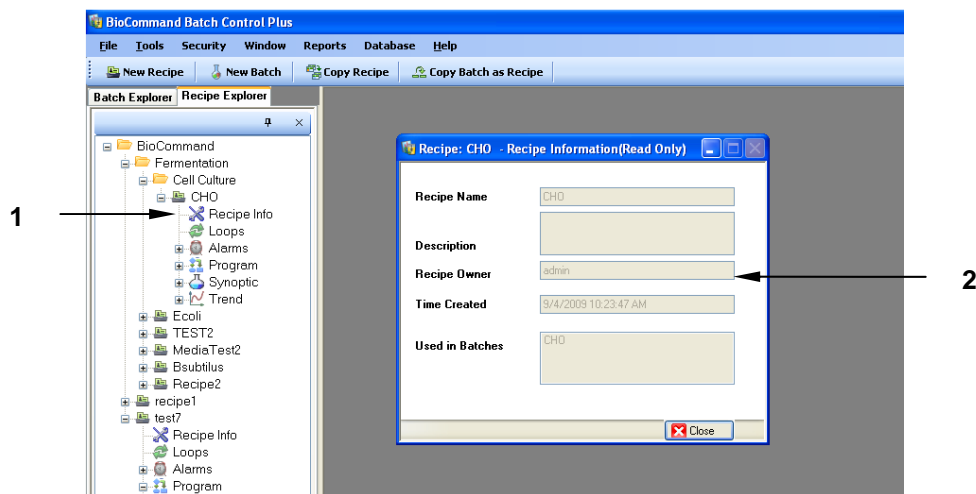 BioCommand Batch Control Plus
File Tools Security Window Reports Database Help
New Recipe New Batch Copy Recipe Copy Batch as Recipe
Batch Explorer Recipe Explorer
BioCommand
Fermentation
Cell Culture
CHO
Recipe Info
Loops
Alarms
Program
Synoptic
Trend
Ecoli
TEST2
MediaTest2
Bsubtilus
Recipe2
recipe1
test7
Recipe Info
Loops
Alarms
Program
1
Recipe: CHO - Recipe Information(Read Only)
Recipe Name CHO
Description
Recipe Owner admin
Time Created 9/4/2009 10:23:47 AM
Used in Batches CHO
Close
2